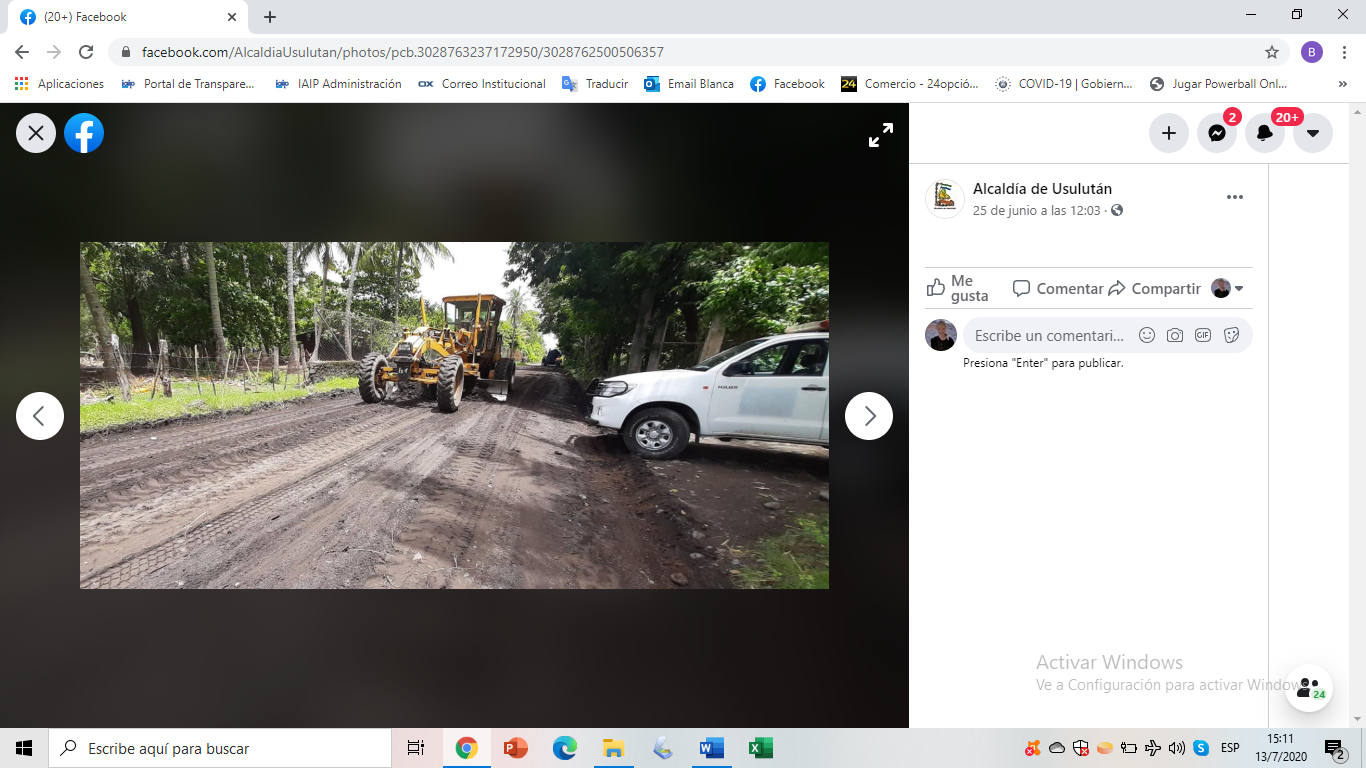 (20+) Facebook
facebook.com/AlcaldiaUsulutan/photos/pcb.3028763237172950/3028762500506357
B
Aplicaciones
Portal de Transpare...
IAIP Administración
Correo Institucional
Traducir
Email Blanca
Facebook
24
Comercio - 24opció...
COVID-19 | Gobiern...
Jugar Powerball Onl...
2
20+
Alcaldía de Usulután
25 de junio a las 12:03 ·
Me gusta
Comentar
Compartir
Escribe un comentari...
GIF
Presiona "Enter" para publicar.
Activar Windows
Ve a Configuración para activar Windows
24
Escribe aquí para buscar
ESP
15:11
13/7/2020
2